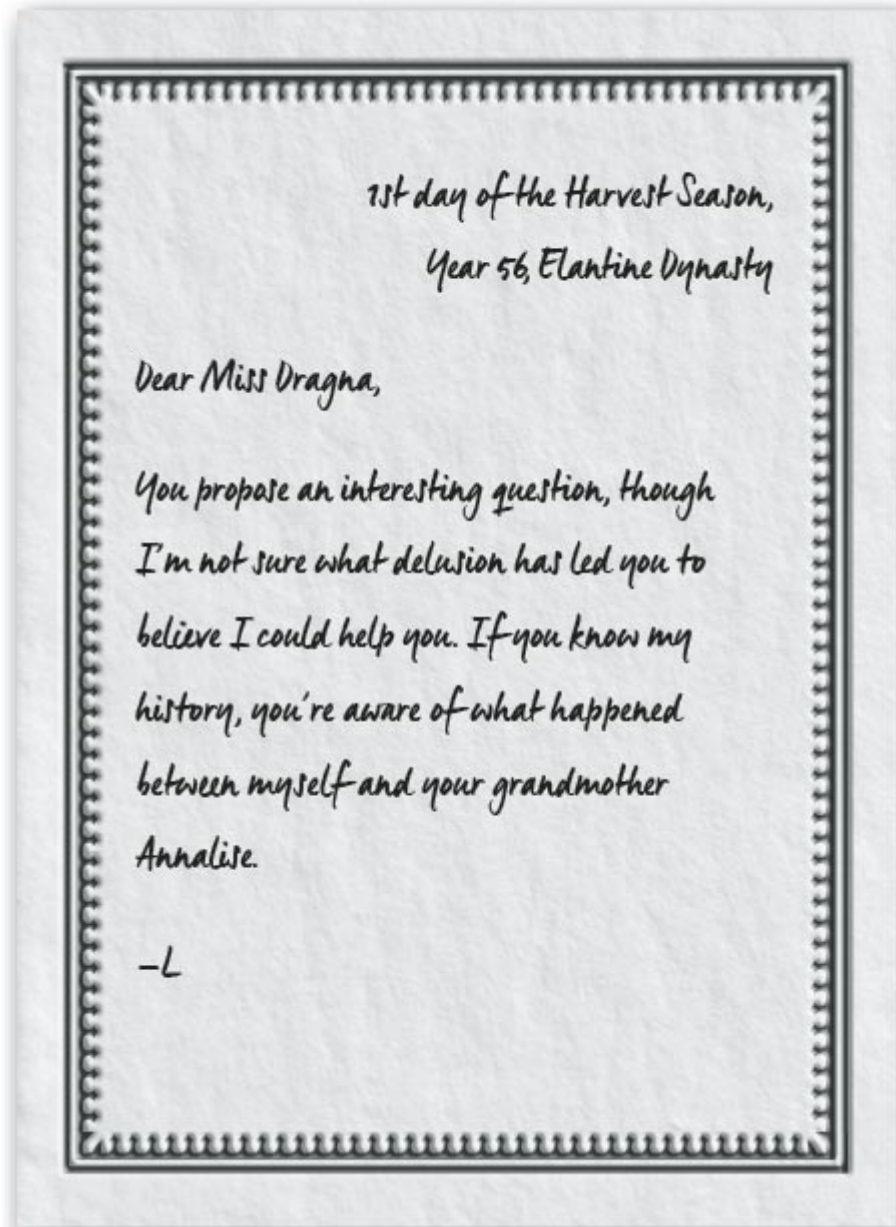 1st day of the Harvest Season,
Year 56, Elantine Dynasty
Dear Miss Dragna,
You propose an interesting question, though
I'm not sure what delusion has led you to
believe I could help you. If you know my
history, you're aware of what happened
between myself and your grandmother
Annalise.
–L